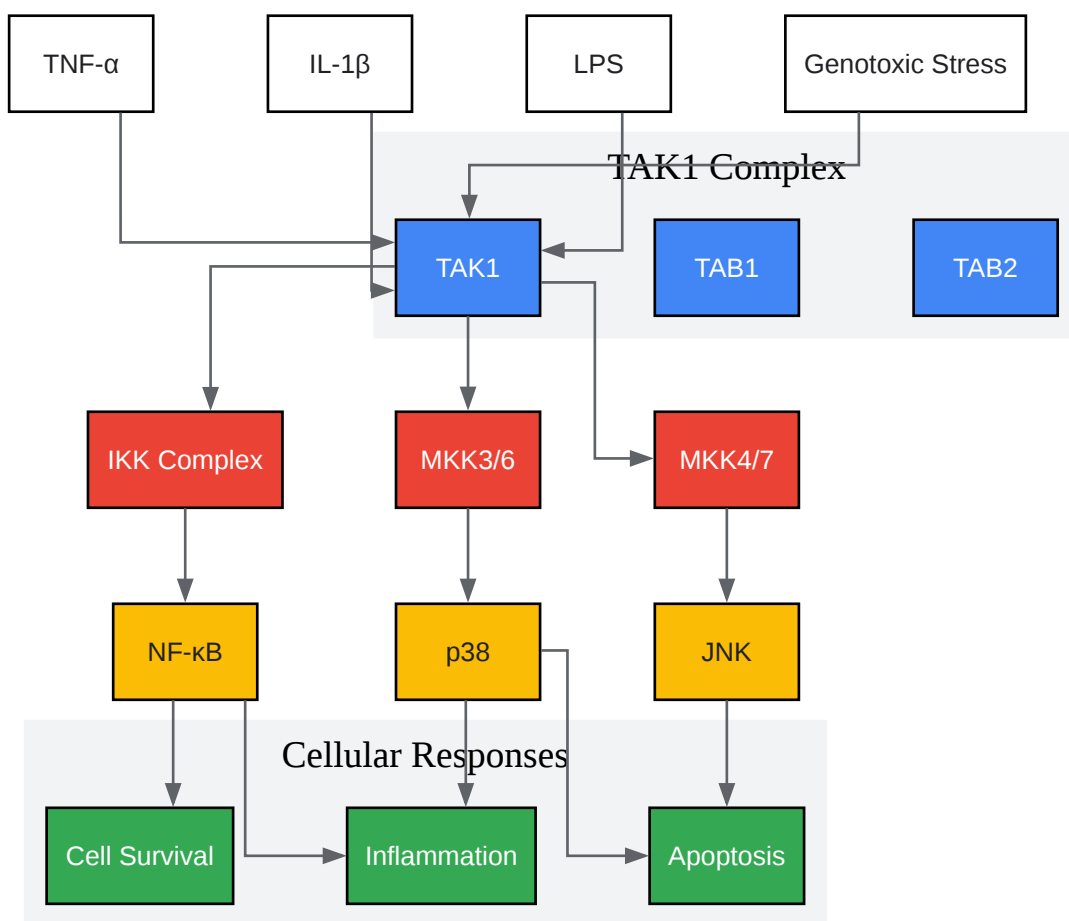 TNF-α
IL-1β
LPS
Genotoxic Stress
TAK1 Complex
TAK1
TAB1
TAB2
IKK Complex
MKK3/6
MKK4/7
NF-κB
p38
JNK
Cellular Responses
Cell Survival
Inflammation
Apoptosis